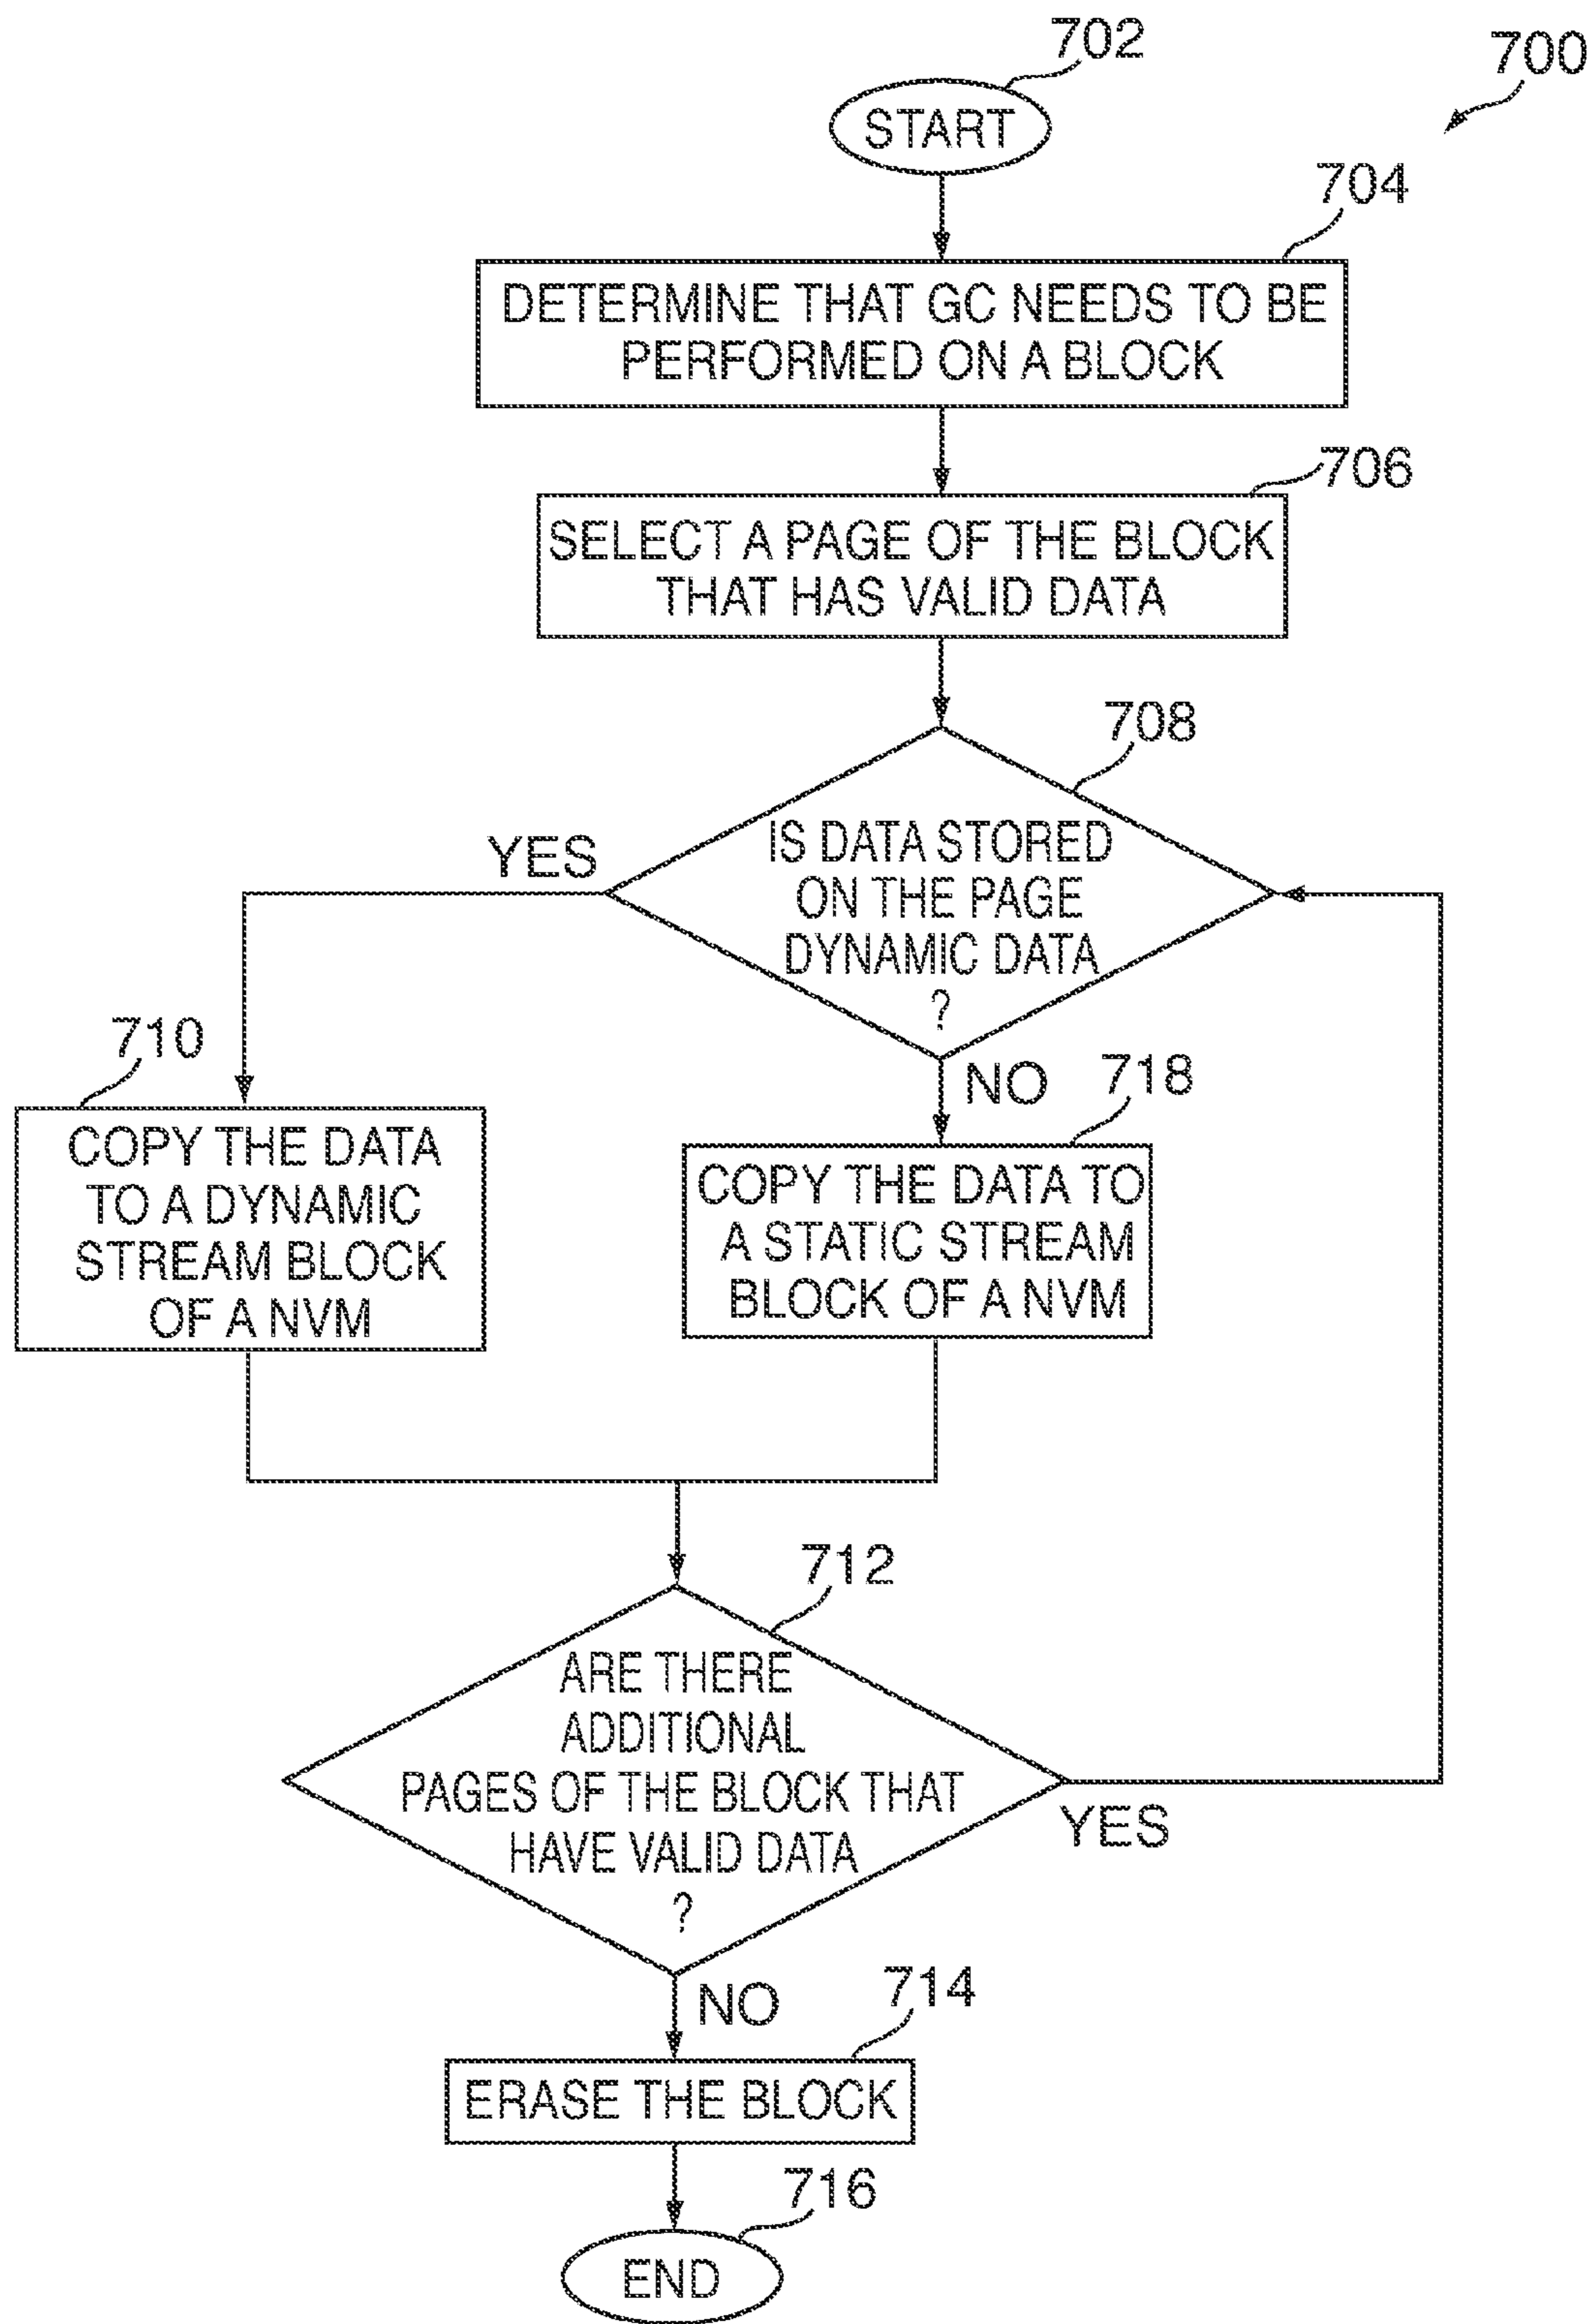 702
700
START
704
DETERMINE THAT GC NEEDS TO BE
PERFORMED ON A BLOCK
706
SELECT A PAGE OF THE BLOCK
THAT HAS VALID DATA
708
IS DATA STORED
ON THE PAGE
DYNAMIC DATA
?
YES
NO
710
COPY THE DATA
TO A DYNAMIC
STREAM BLOCK
OF A NVM
718
COPY THE DATA TO
A STATIC STREAM
BLOCK OF A NVM
712
ARE THERE
ADDITIONAL
PAGES OF THE BLOCK THAT
HAVE VALID DATA
?
YES
NO
714
ERASE THE BLOCK
716
END